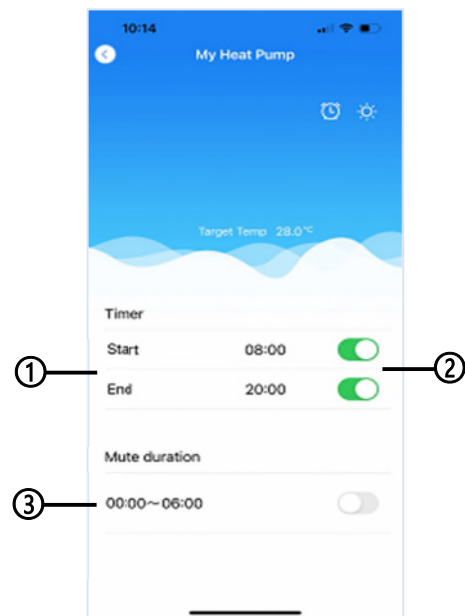 10:14
My Heat Pump
Target Temp 28.0°C
Timer
Start 08:00
① ②
End 20:00
Mute duration
③ 00:00～06:00